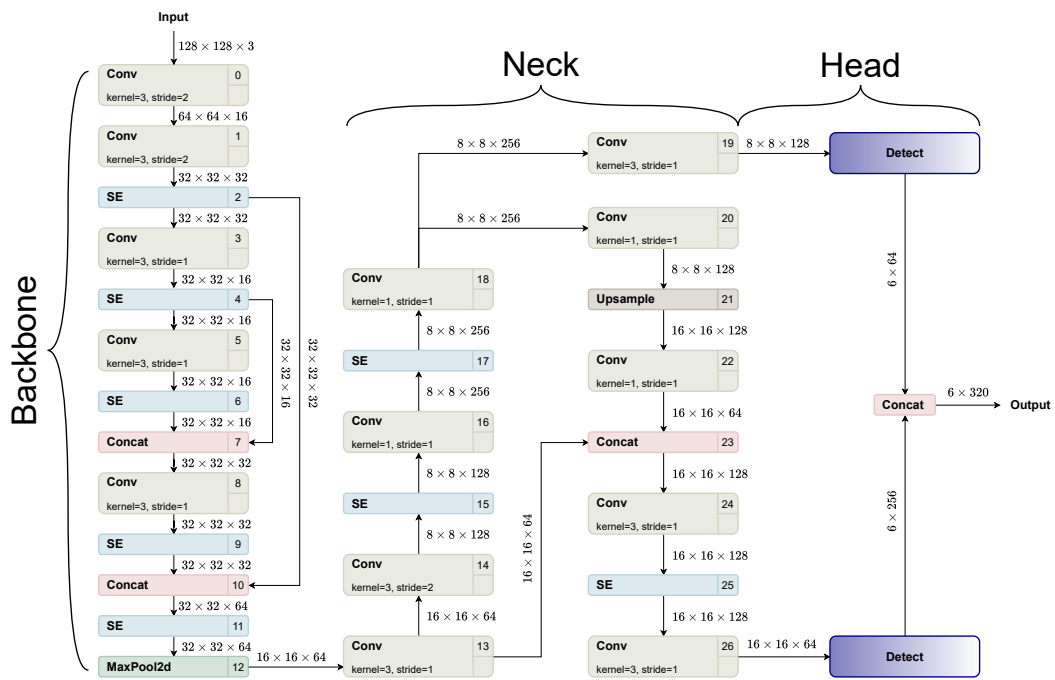 Input
128 × 128 × 3
Conv 0
kernel=3, stride=2
64 × 64 × 16
Conv 1
kernel=3, stride=2
32 × 32 × 32
SE 2
32 × 32 × 32
Conv 3
kernel=3, stride=1
32 × 32 × 16
SE 4
32 × 32 × 16
Conv 5
kernel=3, stride=1
32 × 32 × 16
SE 6
32 × 32 × 16
Concat 7
32 × 32 × 32
Conv 8
kernel=3, stride=1
32 × 32 × 32
SE 9
32 × 32 × 32
Concat 10
32 × 32 × 64
SE 11
32 × 32 × 64
MaxPool2d 12
32 × 32 × 16
32 × 32 × 32
Backbone
16 × 16 × 64
Neck
Conv 13
kernel=3, stride=1
16 × 16 × 64
Conv 14
kernel=3, stride=2
8 × 8 × 128
SE 15
8 × 8 × 128
Conv 16
kernel=1, stride=1
8 × 8 × 256
SE 17
8 × 8 × 256
Conv 18
kernel=1, stride=1
8 × 8 × 256
8 × 8 × 256
16 × 16 × 64
Conv 19
kernel=3, stride=1
8 × 8 × 128
Conv 20
kernel=1, stride=1
8 × 8 × 128
Upsample 21
16 × 16 × 128
Conv 22
kernel=1, stride=1
16 × 16 × 64
Concat 23
16 × 16 × 128
Conv 24
kernel=3, stride=1
16 × 16 × 128
SE 25
16 × 16 × 128
Conv 26
kernel=3, stride=1
16 × 16 × 64
Head
Detect
6 × 64
Concat
6 × 320
Output
6 × 256
Detect